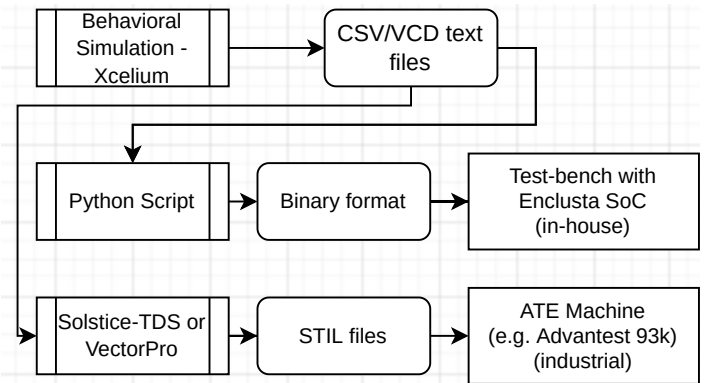 Behavioral
Simulation -
Xcelium
CSV/VCD text
files
Python Script
Binary format
Test-bench with
Enclusta SoC
(in-house)
Solstice-TDS or
VectorPro
STIL files
ATE Machine
(e.g. Advantest 93k)
(industrial)